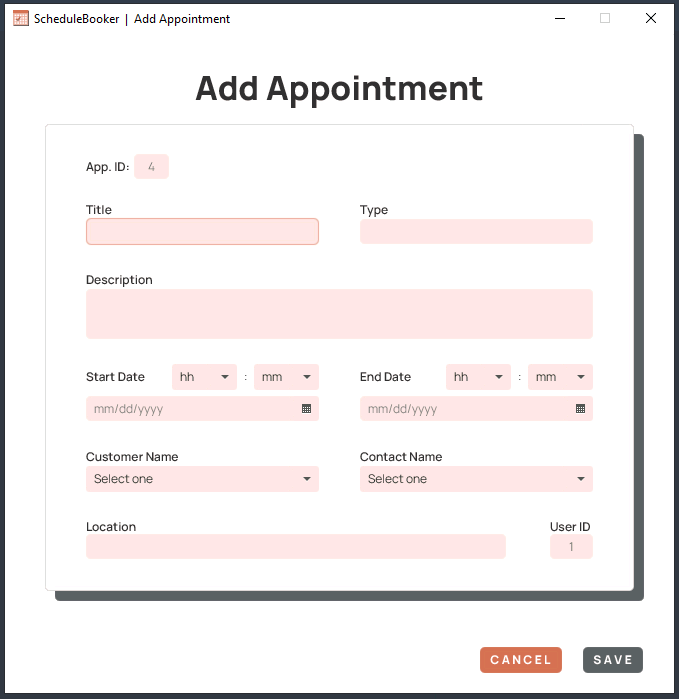 ScheduleBooker | Add Appointment
Add Appointment
App. ID: 4
Title Type
Description
Start Date hh : mm End Date hh : mm
mm/dd/yyyy mm/dd/yyyy
Customer Name Contact Name
Select one Select one
Location User ID
1
CANCEL SAVE